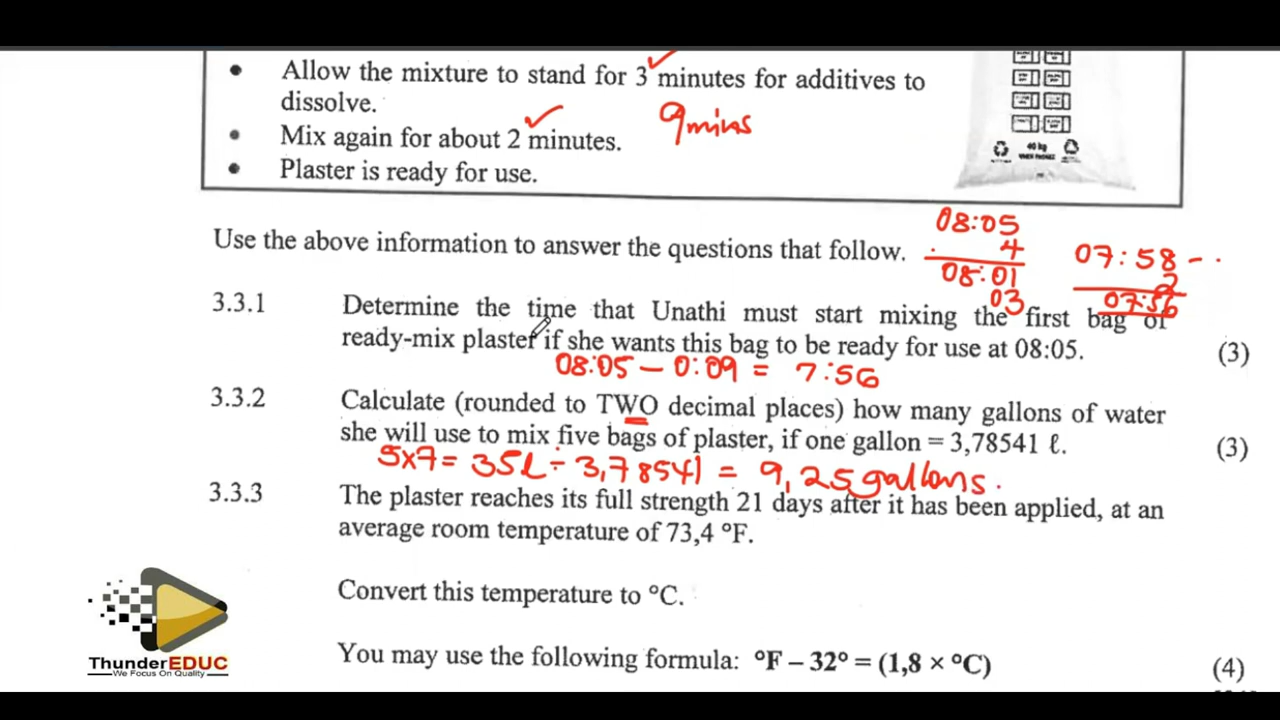 • Allow the mixture to stand for 3 minutes for additives to
dissolve.
9mins
• Mix again for about 2 minutes.
• Plaster is ready for use.
40 kg
08:05
4
08:01
03
07:58 -
2
07:56
Use the above information to answer the questions that follow.
3.3.1 Determine the time that Unathi must start mixing the first bag of
ready-mix plaster if she wants this bag to be ready for use at 08:05. (3)
08:05 - 0:09 = 7:56
3.3.2 Calculate (rounded to TWO decimal places) how many gallons of water
she will use to mix five bags of plaster, if one gallon = 3,78541 ℓ. (3)
5x7 = 35L ÷ 3,78541 = 9,25 gallons.
3.3.3 The plaster reaches its full strength 21 days after it has been applied, at an
average room temperature of 73,4 °F.
Convert this temperature to °C.
You may use the following formula: °F – 32° = (1,8 × °C) (4)
ThunderEDUC
We Focus On Quality